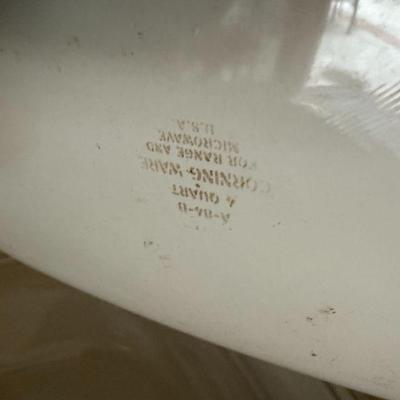 A-84-B
4 QUART
CORNING WARE
FOR RANGE AND
MICROWAVE
U.S.A.